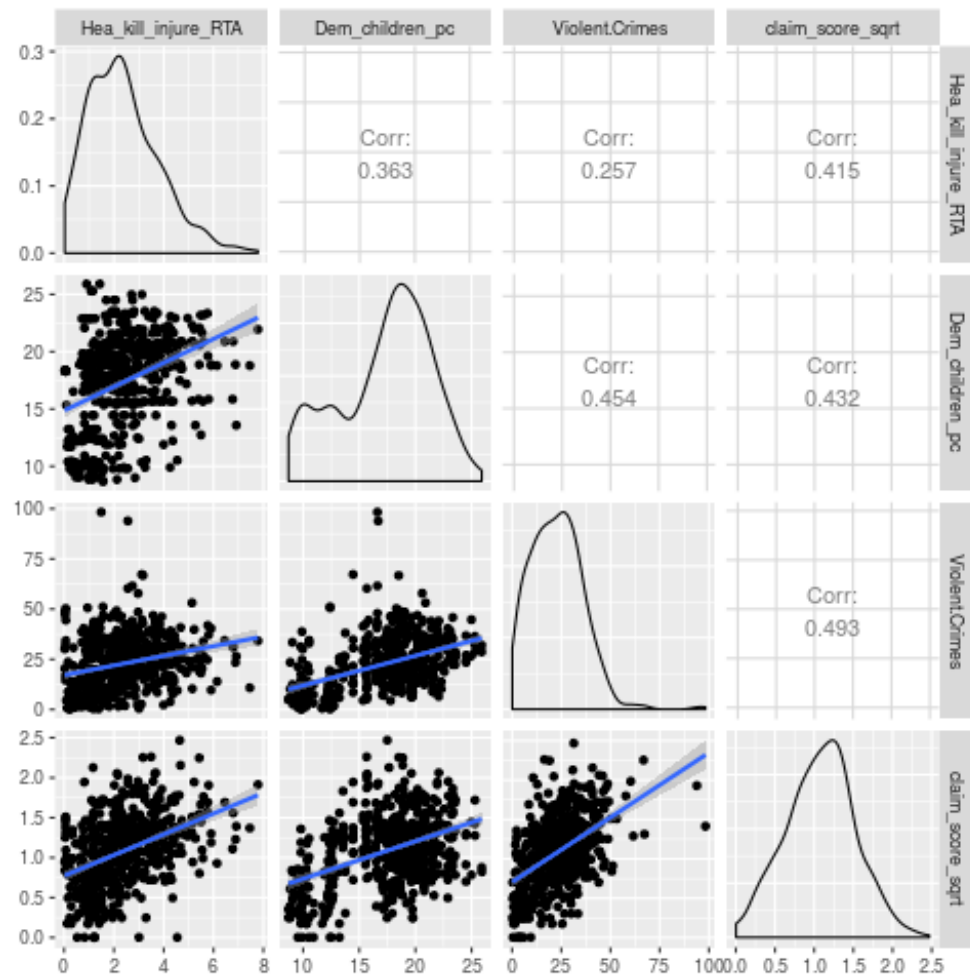 Hea_kill_injure_RTA Dem_children_pc Violent.Crimes claim_score_sqrt
0.3
0.2
0.1
0.0
Corr:
0.363
Corr:
0.257
Corr:
0.415
Hea_kill_injure_RTA
25
20
15
10
Corr:
0.454
Corr:
0.432
Dem_children_pc
100
75
50
25
0
Corr:
0.493
Violent.Crimes
2.5
2.0
1.5
1.0
0.5
0.0
claim_score_sqrt
0 2 4 6 8 10 15 20 25 0 25 50 75 100 0.0 0.5 1.0 1.5 2.0 2.5